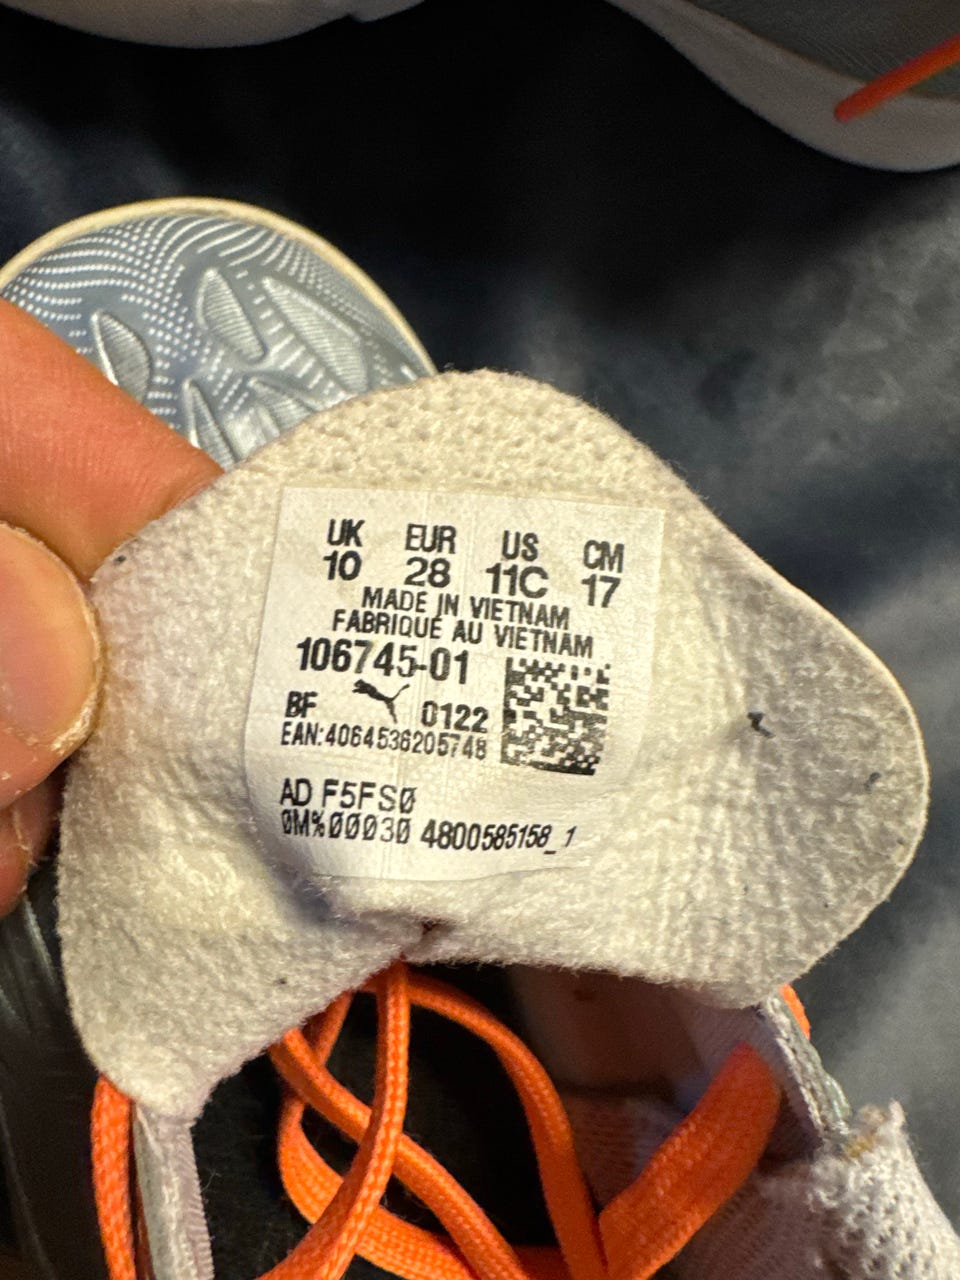 UK EUR US CM
10 28 11C 17
MADE IN VIETNAM
FABRIQUÉ AU VIETNAM
106745-01
BF 0122
EAN:4064536205748
AD F5FS0
0M%00030 4800585158_1